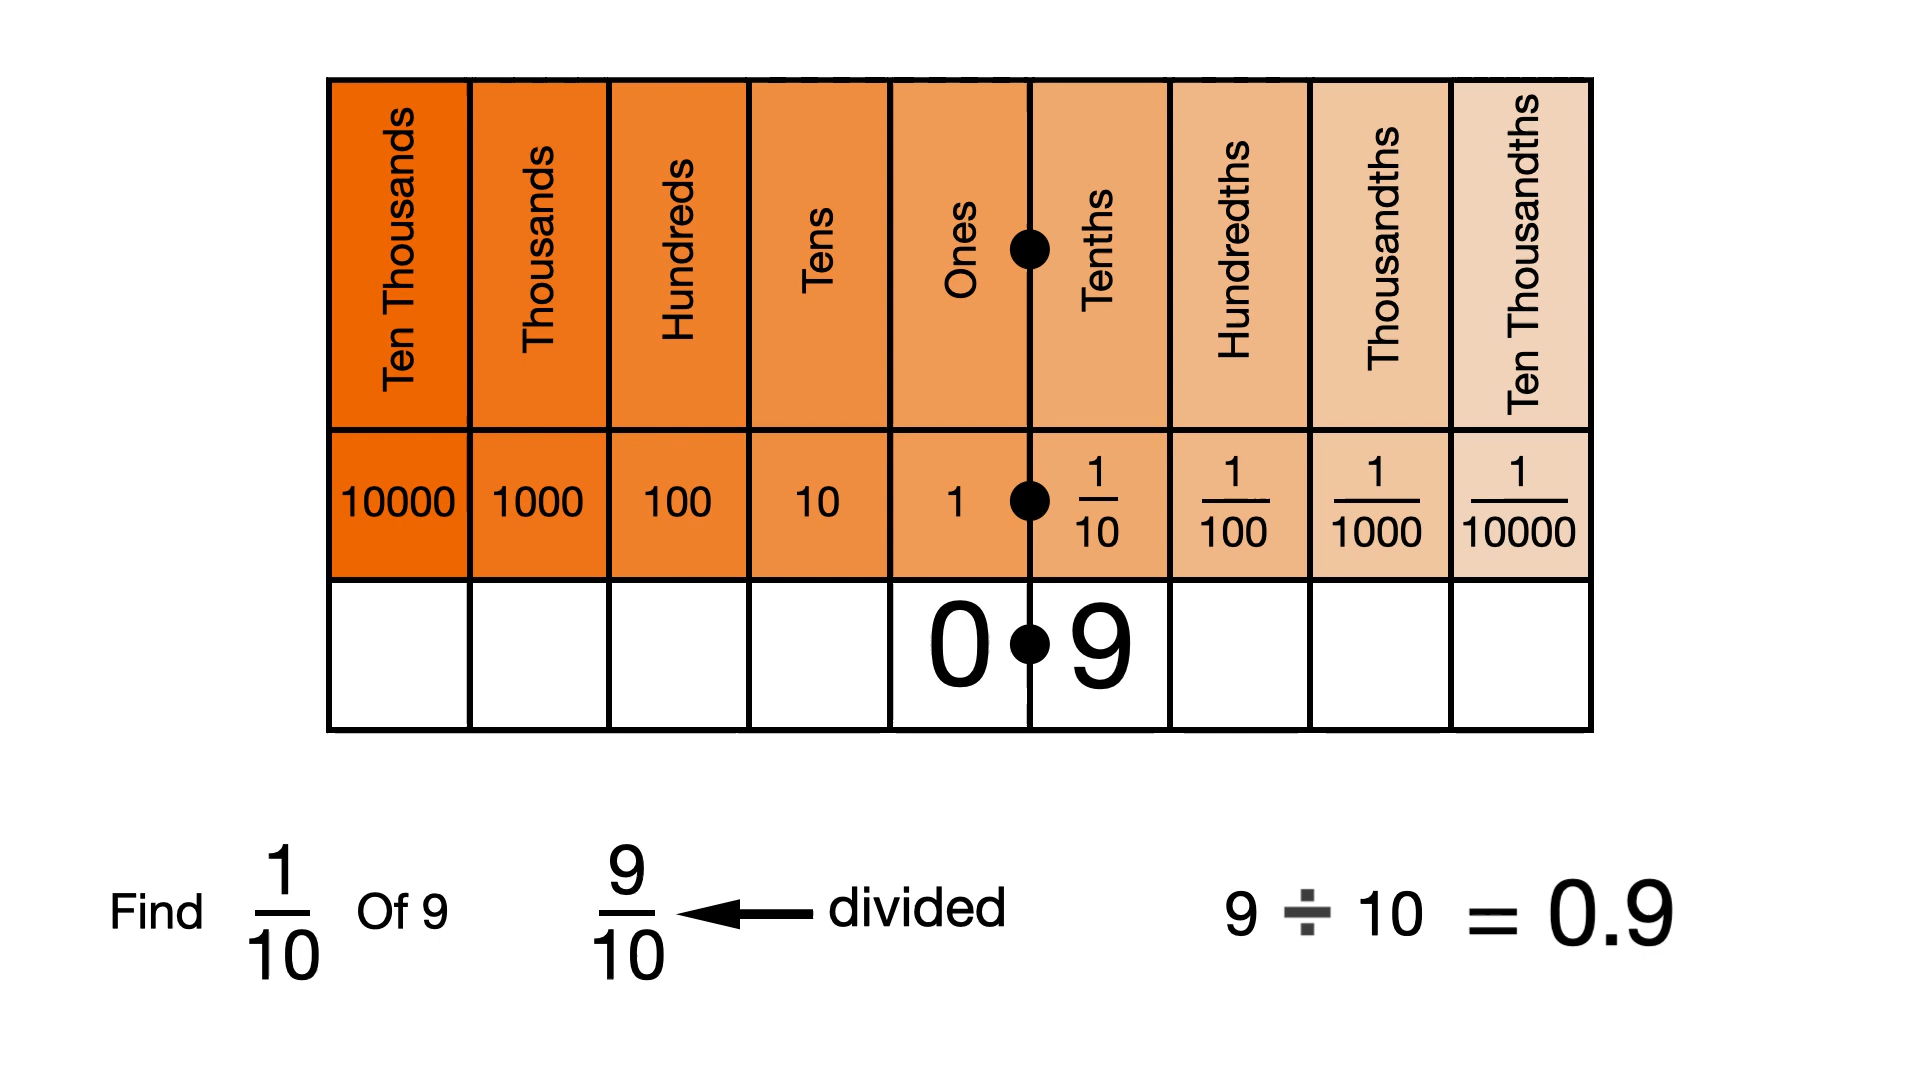 Ten Thousands Thousands Hundreds Tens Ones Tenths Hundredths Thousandths Ten Thousandths
10000 1000 100 10 1 1/10 1/100 1/1000 1/10000
0 9
Find 1/10 Of 9 9/10 divided 9 ÷ 10 = 0.9